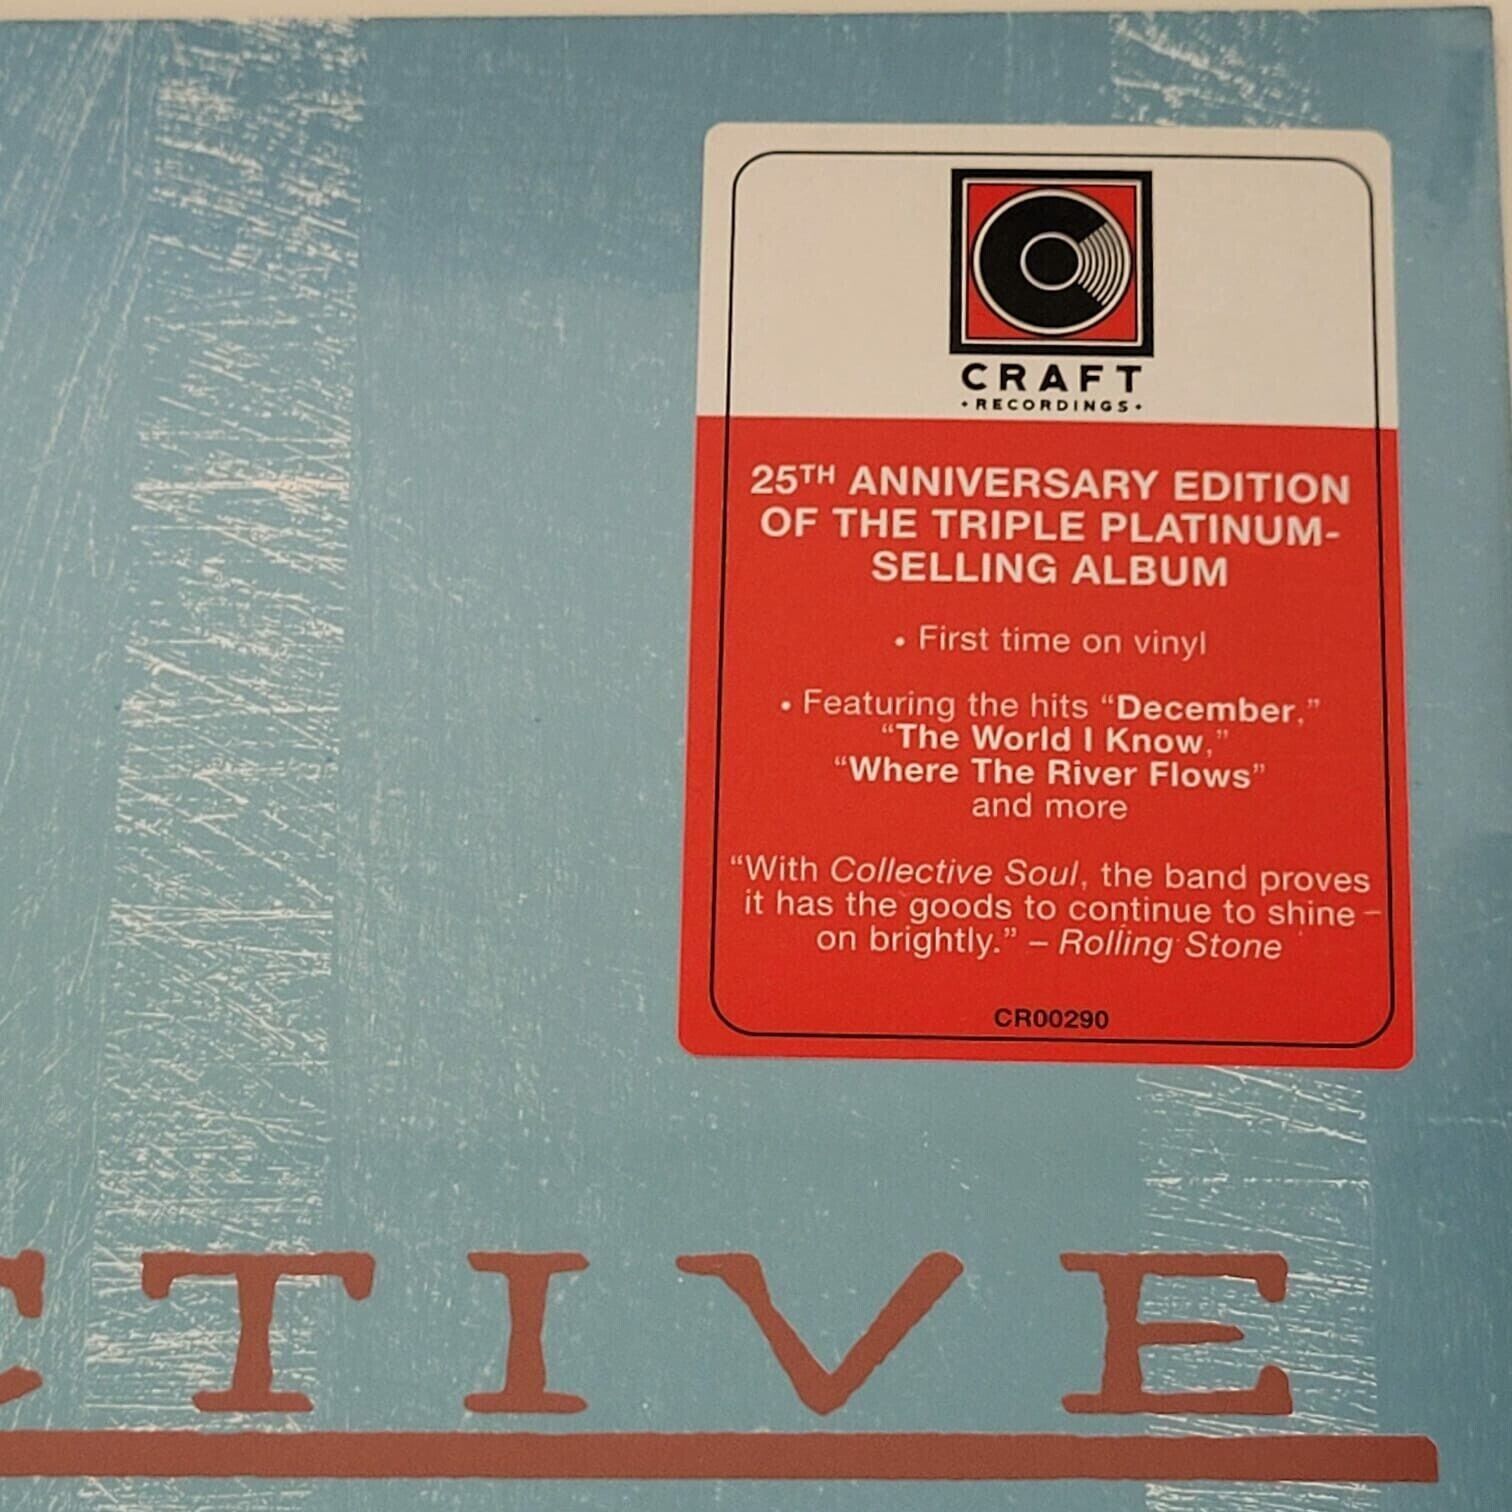 CRAFT
• RECORDINGS •
25TH ANNIVERSARY EDITION
OF THE TRIPLE PLATINUM-
SELLING ALBUM
• First time on vinyl
• Featuring the hits “December,”
“The World I Know,”
“Where The River Flows”
and more
“With Collective Soul, the band proves
it has the goods to continue to shine –
on brightly.” – Rolling Stone
CR00290
CTIVE